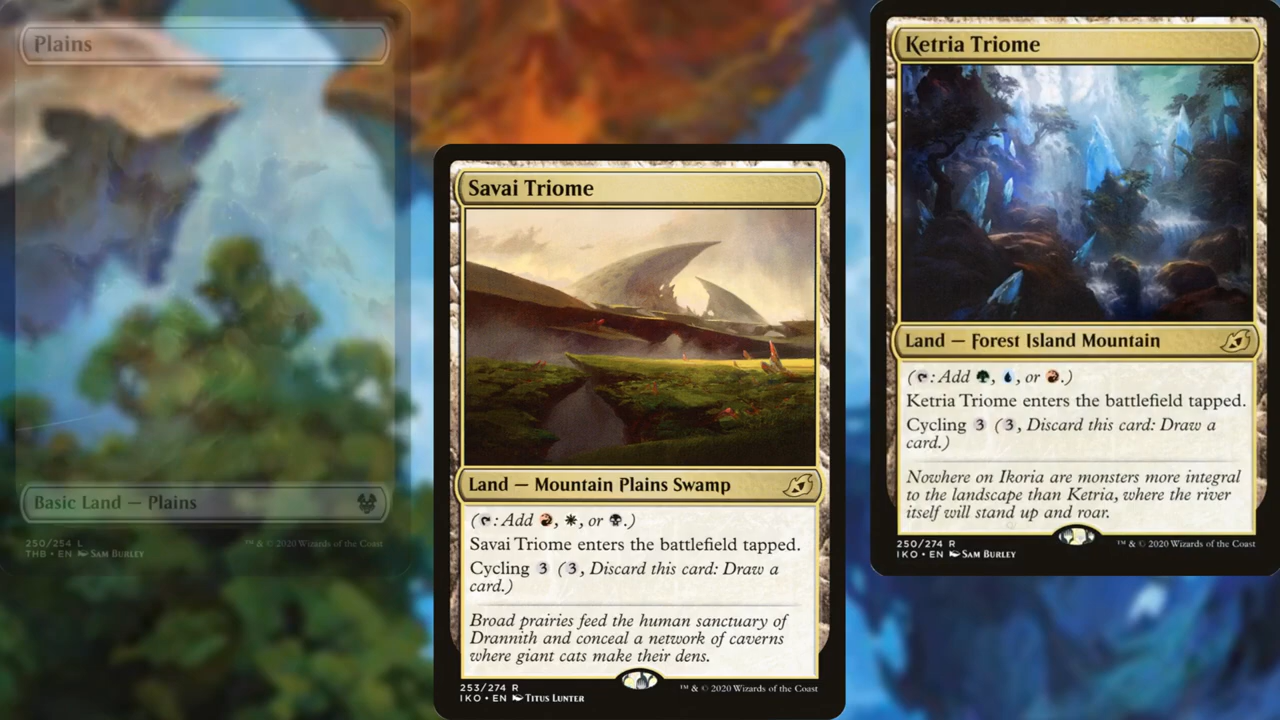 Plains
Basic Land — Plains
250/254 L
THB • EN SAM BURLEY
™ & © 2020 Wizards of the Coast
Savai Triome
Land — Mountain Plains Swamp
(:Add , , or .)
Savai Triome enters the battlefield tapped.
Cycling 3 (3, Discard this card: Draw a
card.)
Broad prairies feed the human sanctuary of
Drannith and conceal a network of caverns
where giant cats make their dens.
253/274 R
IKO • EN TITUS LUNTER
™ & © 2020 Wizards of the Coast
Ketria Triome
Land — Forest Island Mountain
(:Add , , or .)
Ketria Triome enters the battlefield tapped.
Cycling 3 (3, Discard this card: Draw a
card.)
Nowhere on Ikoria are monsters more integral
to the landscape than Ketria, where the river
itself will stand up and roar.
250/274 R
IKO • EN SAM BURLEY
™ & © 2020 Wizards of the Coast